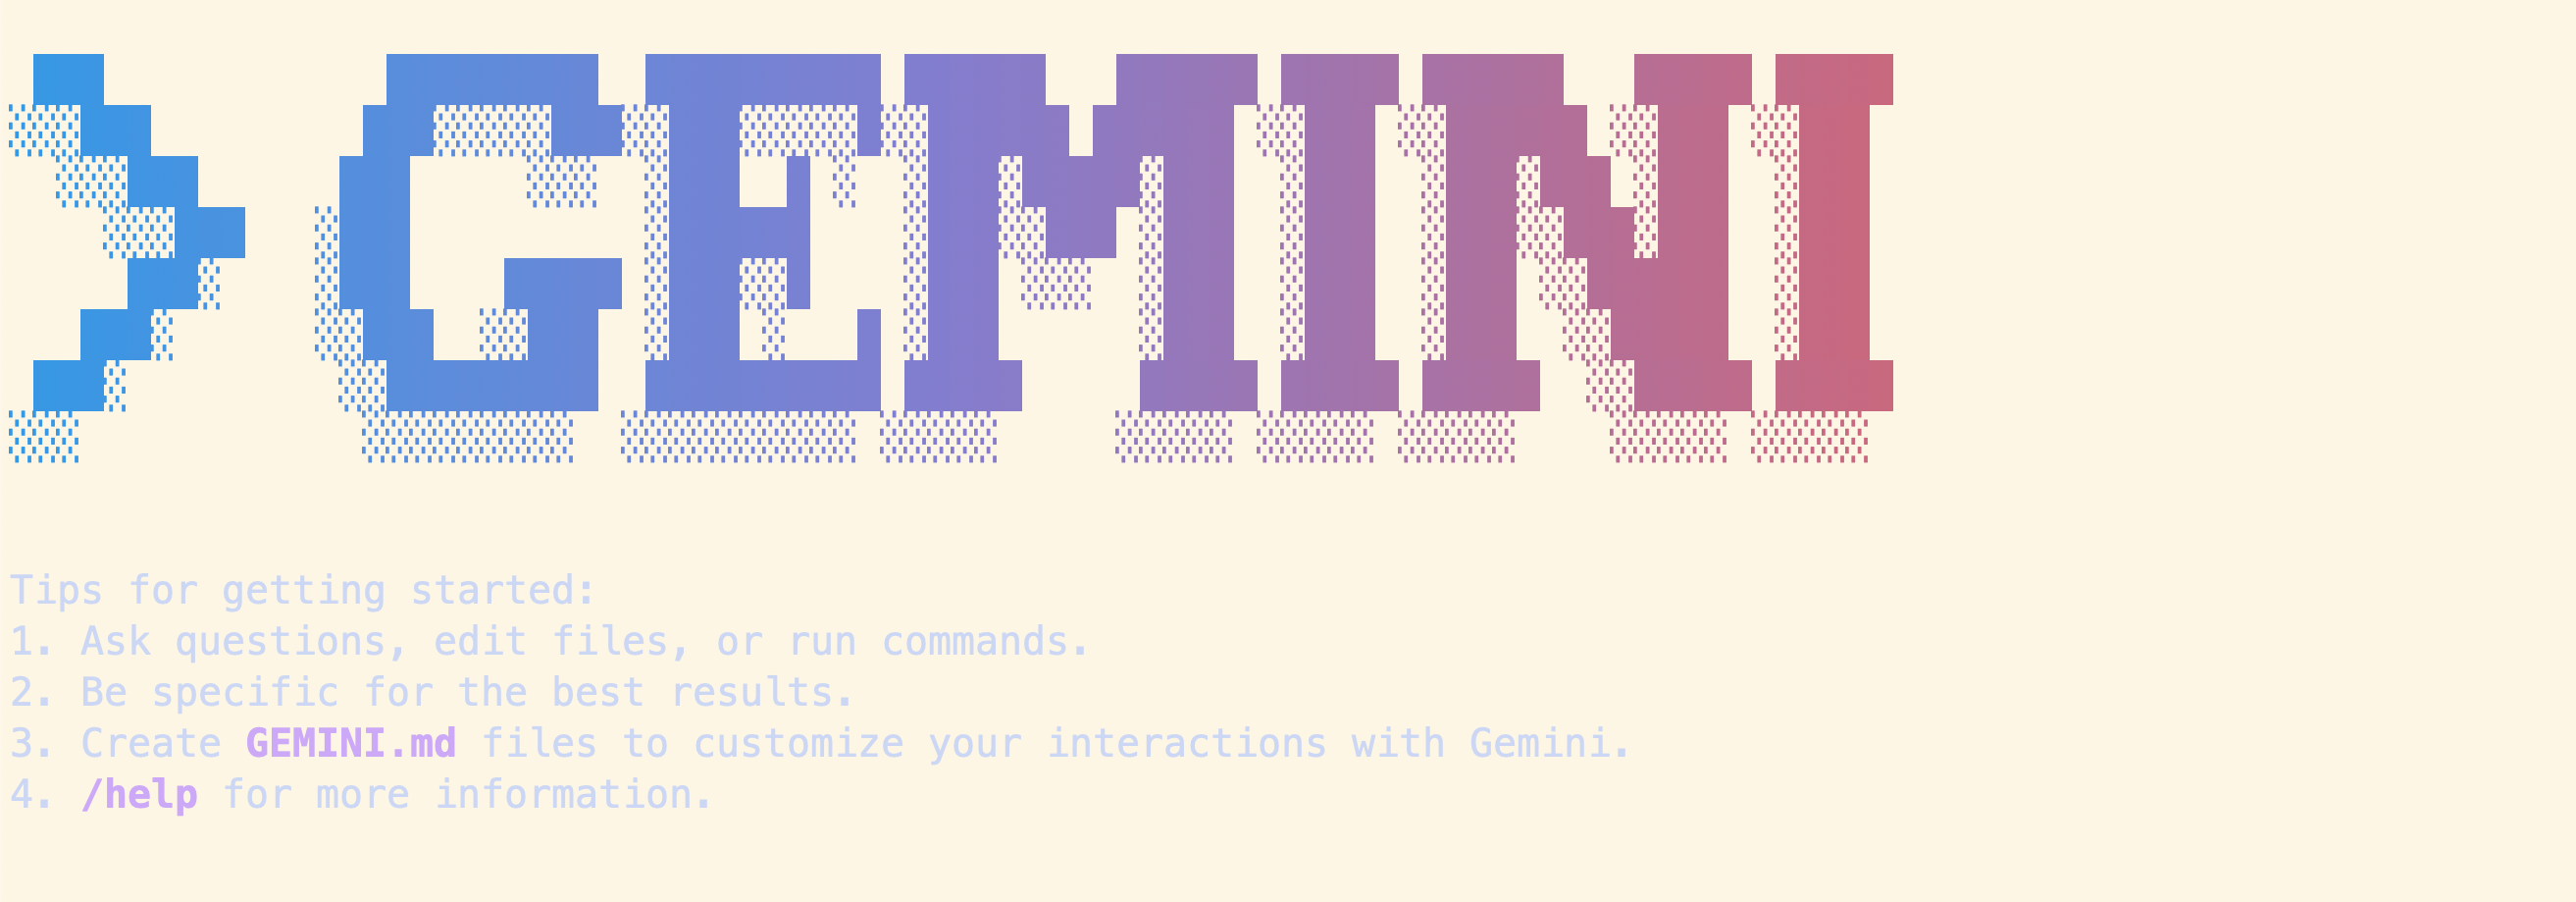 > GEMINI
Tips for getting started:
1. Ask questions, edit files, or run commands.
2. Be specific for the best results.
3. Create GEMINI.md files to customize your interactions with Gemini.
4. /help for more information.